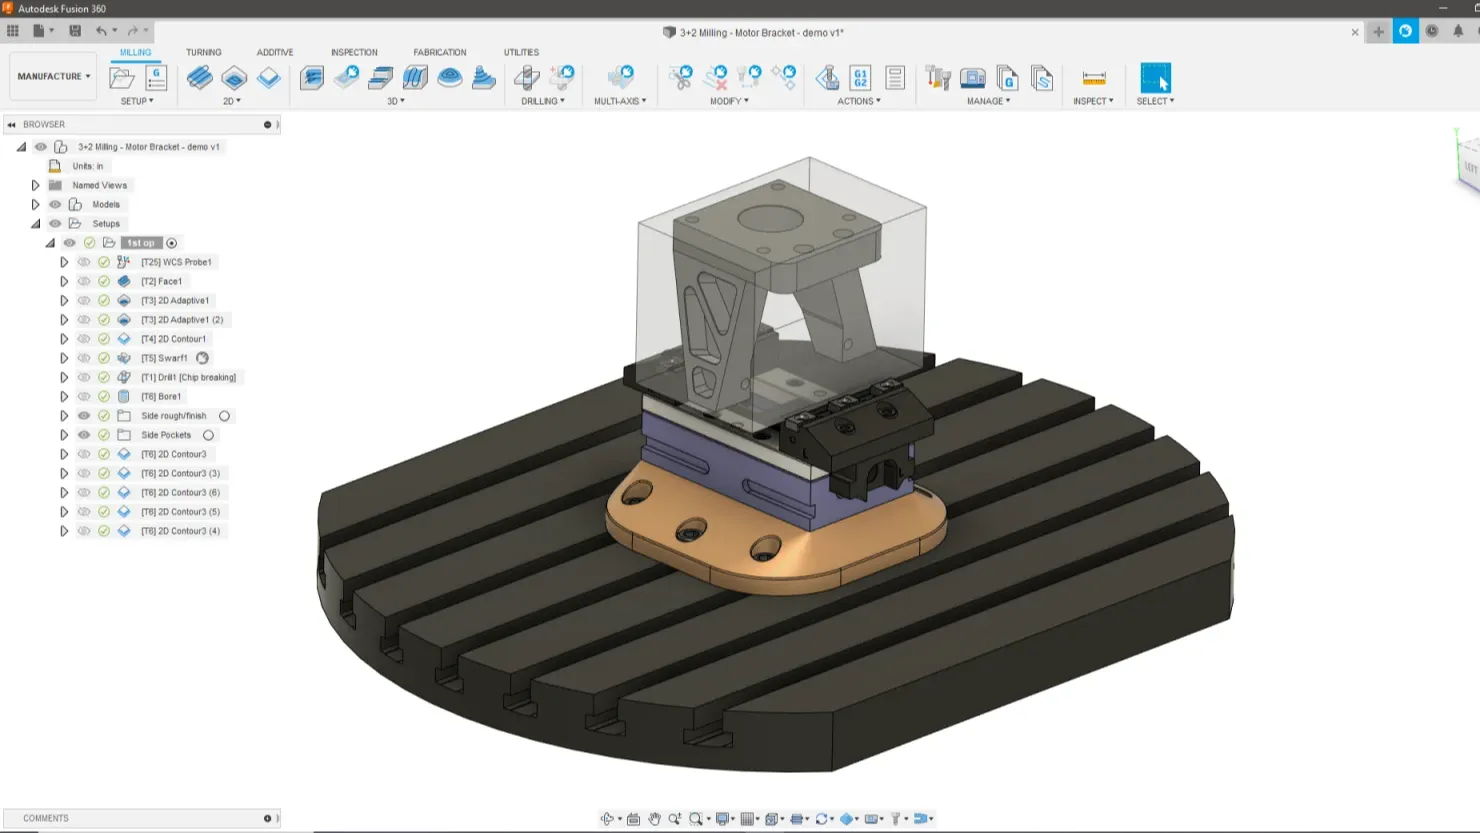 Autodesk Fusion 360
3+2 Milling - Motor Bracket - demo v1*
MILLING TURNING ADDITIVE INSPECTION FABRICATION UTILITIES
MANUFACTURE
G G1 G2 G
SETUP 2D 3D DRILLING MULTI-AXIS MODIFY ACTIONS MANAGE INSPECT SELECT
BROWSER
3+2 Milling - Motor Bracket - demo v1
Units: in
Named Views
Models
Setups
1st op
[T25] WCS Probe1
[T2] Face1
[T3] 2D Adaptive1
[T3] 2D Adaptive1 (2)
[T4] 2D Contour1
[T5] Swarf1
[T1] Drill1 [Chip breaking]
[T6] Bore1
Side rough/finish
Side Pockets
[T6] 2D Contour3
[T6] 2D Contour3 (3)
[T6] 2D Contour3 (6)
[T6] 2D Contour3 (5)
[T6] 2D Contour3 (4)
Y
LEFT
COMMENTS